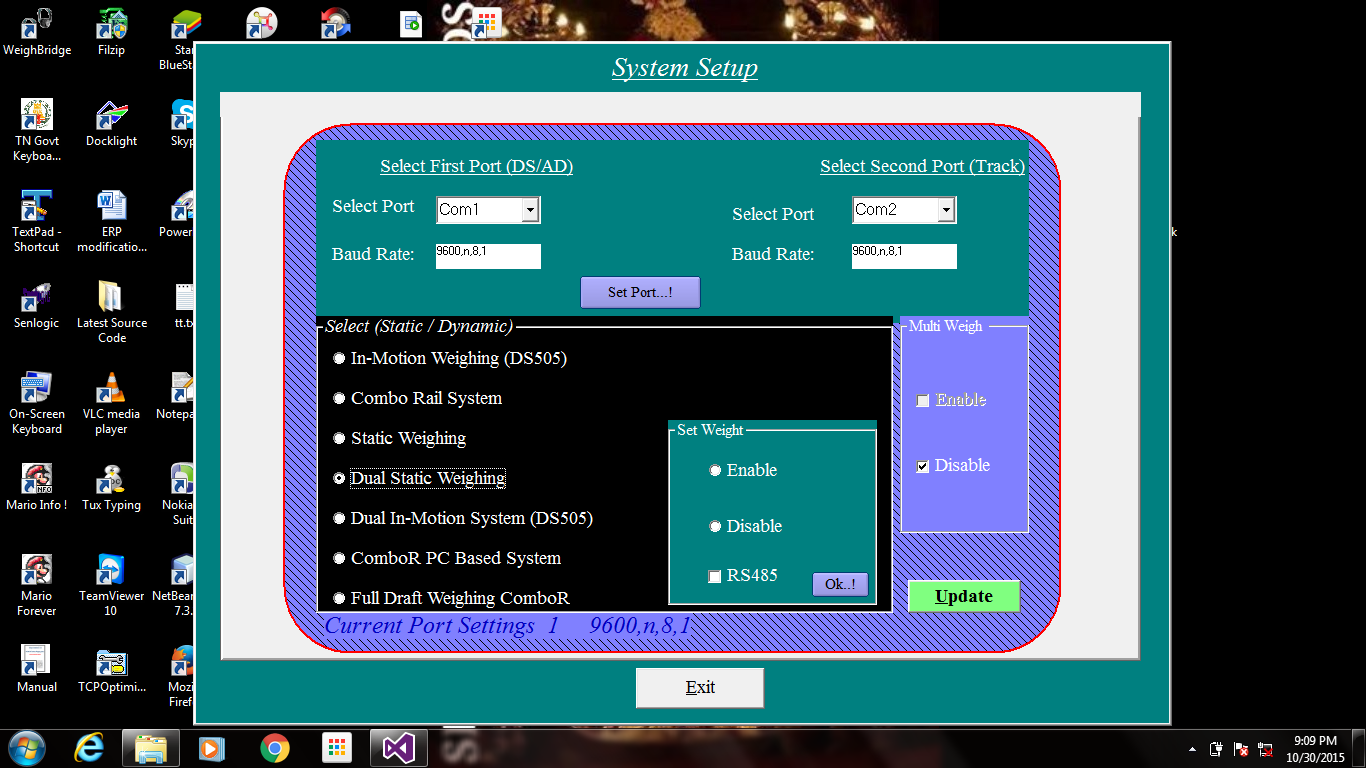 WeighBridge
Filzip
Star
BlueSta
System Setup
TN Govt
Keyboa...
Docklight
Skyp
Select First Port (DS/AD)
Select Second Port (Track)
Select Port
Com1
Select Port
Com2
TextPad -
Shortcut
ERP
modificatio...
Power
Baud Rate:
9600,n,8,1
Baud Rate:
9600,n,8,1
Set Port...!
Senlogic
Latest Source
Code
tt.tx
Select (Static / Dynamic)
In-Motion Weighing (DS505)
Combo Rail System
Static Weighing
Dual Static Weighing
Dual In-Motion System (DS505)
ComboR PC Based System
Full Draft Weighing ComboR
Set Weight
Enable
Disable
RS485
Ok..!
Multi Weigh
Enable
Disable
Update
Current Port Settings 1 9600,n,8,1
Exit
On-Screen
Keyboard
VLC media
player
Notepa
Mario Info !
Tux Typing
Nokia
Suit
Mario
Forever
TeamViewer
10
NetBean
7.3.
Manual
TCPOptimi...
Mozi
Firef
k
9:09 PM
10/30/2015